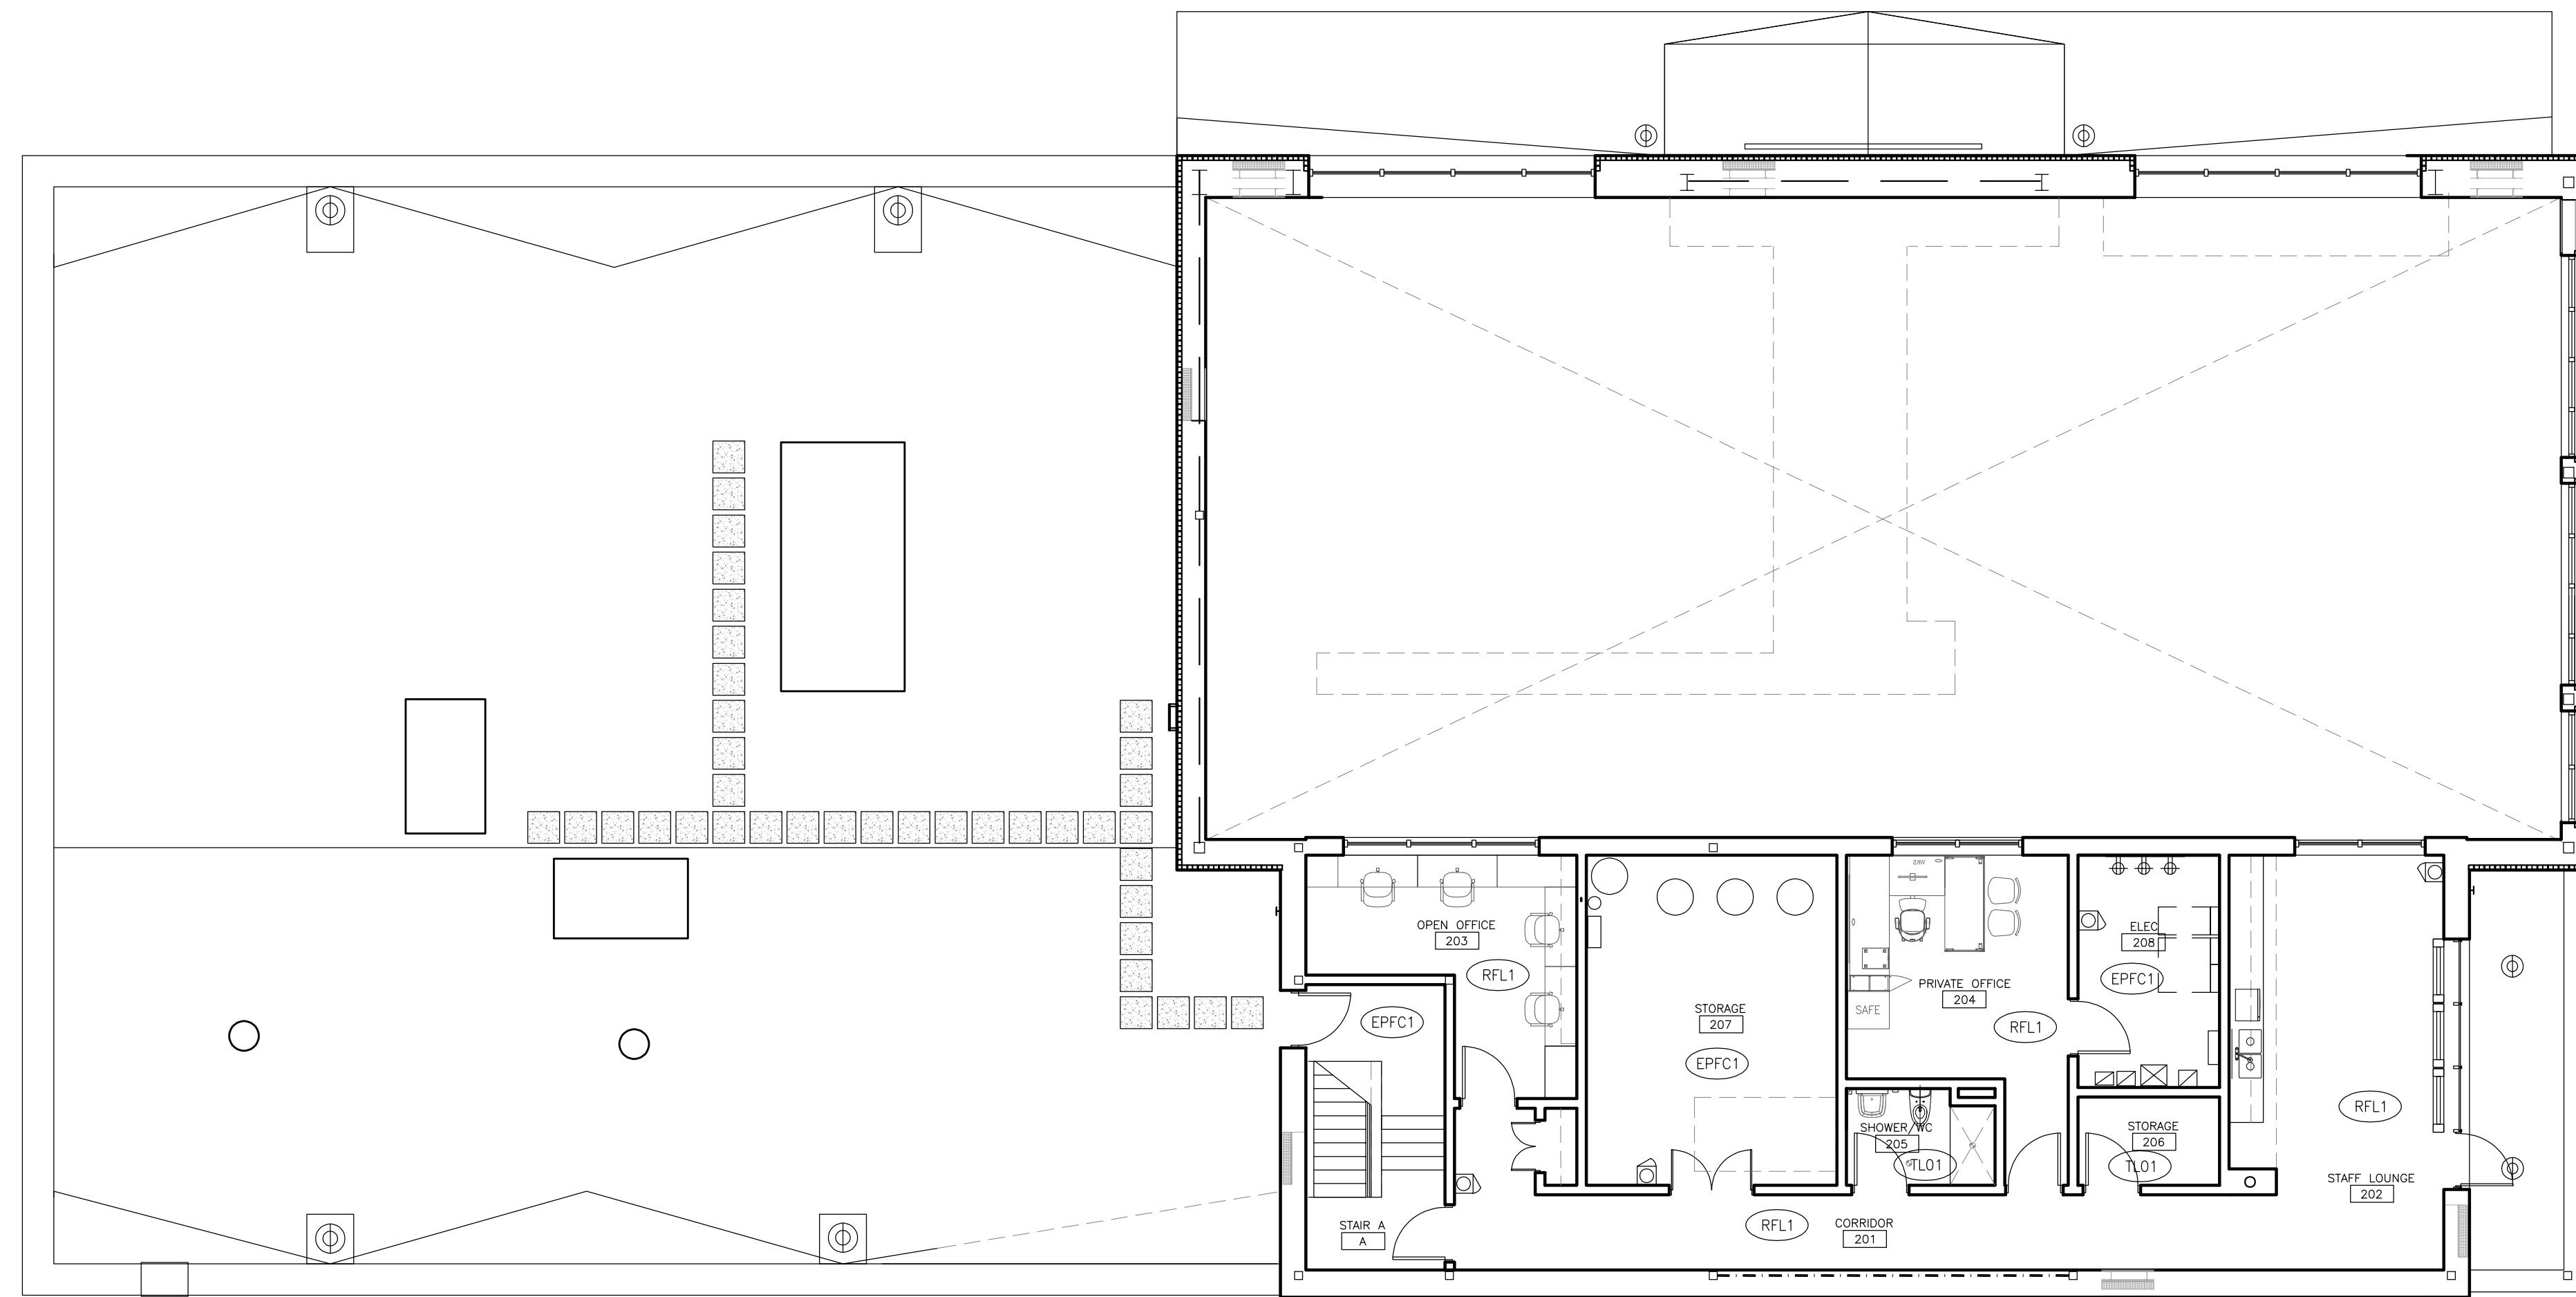 WKS
OPEN OFFICE
203
RFL1
EPFC1
STORAGE
207
EPFC1
SAFE
PRIVATE OFFICE
204
RFL1
ELEC
208
EPFC1
SHOWER/WC
205
TL01
STORAGE
206
TL01
RFL1
STAFF LOUNGE
202
STAIR A
A
RFL1
CORRIDOR
201